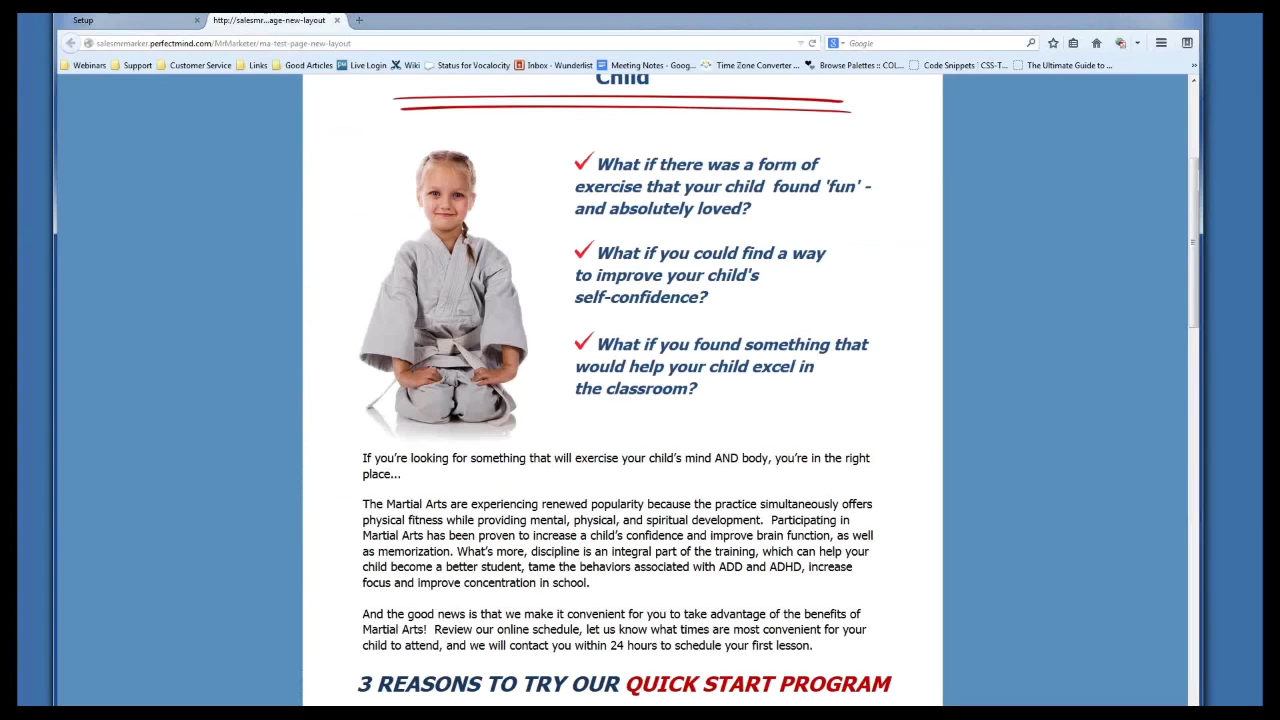 Setup
http://salesmr...age-new-layout
salesmrmarker.perfectmind.com/MrMarketer/ma-test-page-new-layout
Google
Webinars Support Customer Service Links Good Articles Live Login Wiki Status for Vocalocity Inbox - Wunderlist Meeting Notes - Goog... Time Zone Converter ... Browse Palettes :: COL... Code Snippets | CSS-T... The Ultimate Guide to ...
Child
What if there was a form of
exercise that your child found 'fun' -
and absolutely loved?
What if you could find a way
to improve your child's
self-confidence?
What if you found something that
would help your child excel in
the classroom?
If you're looking for something that will exercise your child's mind AND body, you're in the right
place...
The Martial Arts are experiencing renewed popularity because the practice simultaneously offers
physical fitness while providing mental, physical, and spiritual development. Participating in
Martial Arts has been proven to increase a child's confidence and improve brain function, as well
as memorization. What's more, discipline is an integral part of the training, which can help your
child become a better student, tame the behaviors associated with ADD and ADHD, increase
focus and improve concentration in school.
And the good news is that we make it convenient for you to take advantage of the benefits of
Martial Arts! Review our online schedule, let us know what times are most convenient for your
child to attend, and we will contact you within 24 hours to schedule your first lesson.
3 REASONS TO TRY OUR QUICK START PROGRAM